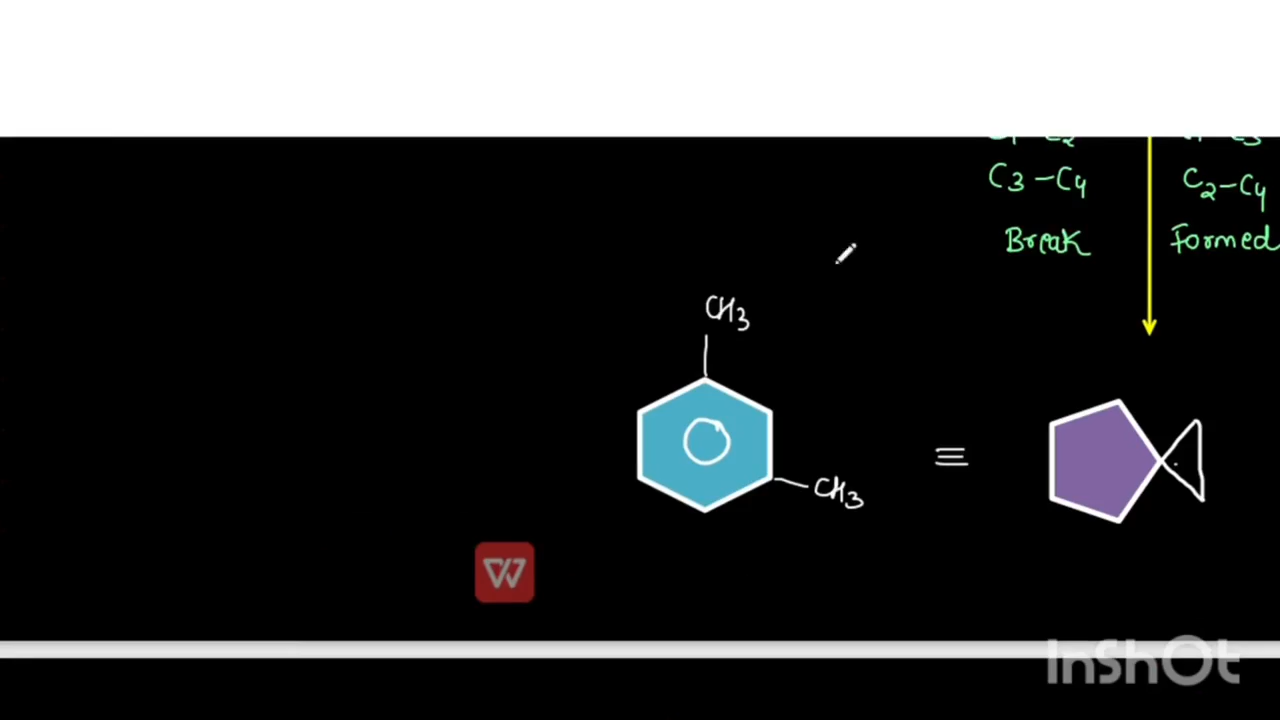 C3 - C4
C2 - C4
Break
Formed
CH3
CH3
≡
InShOt